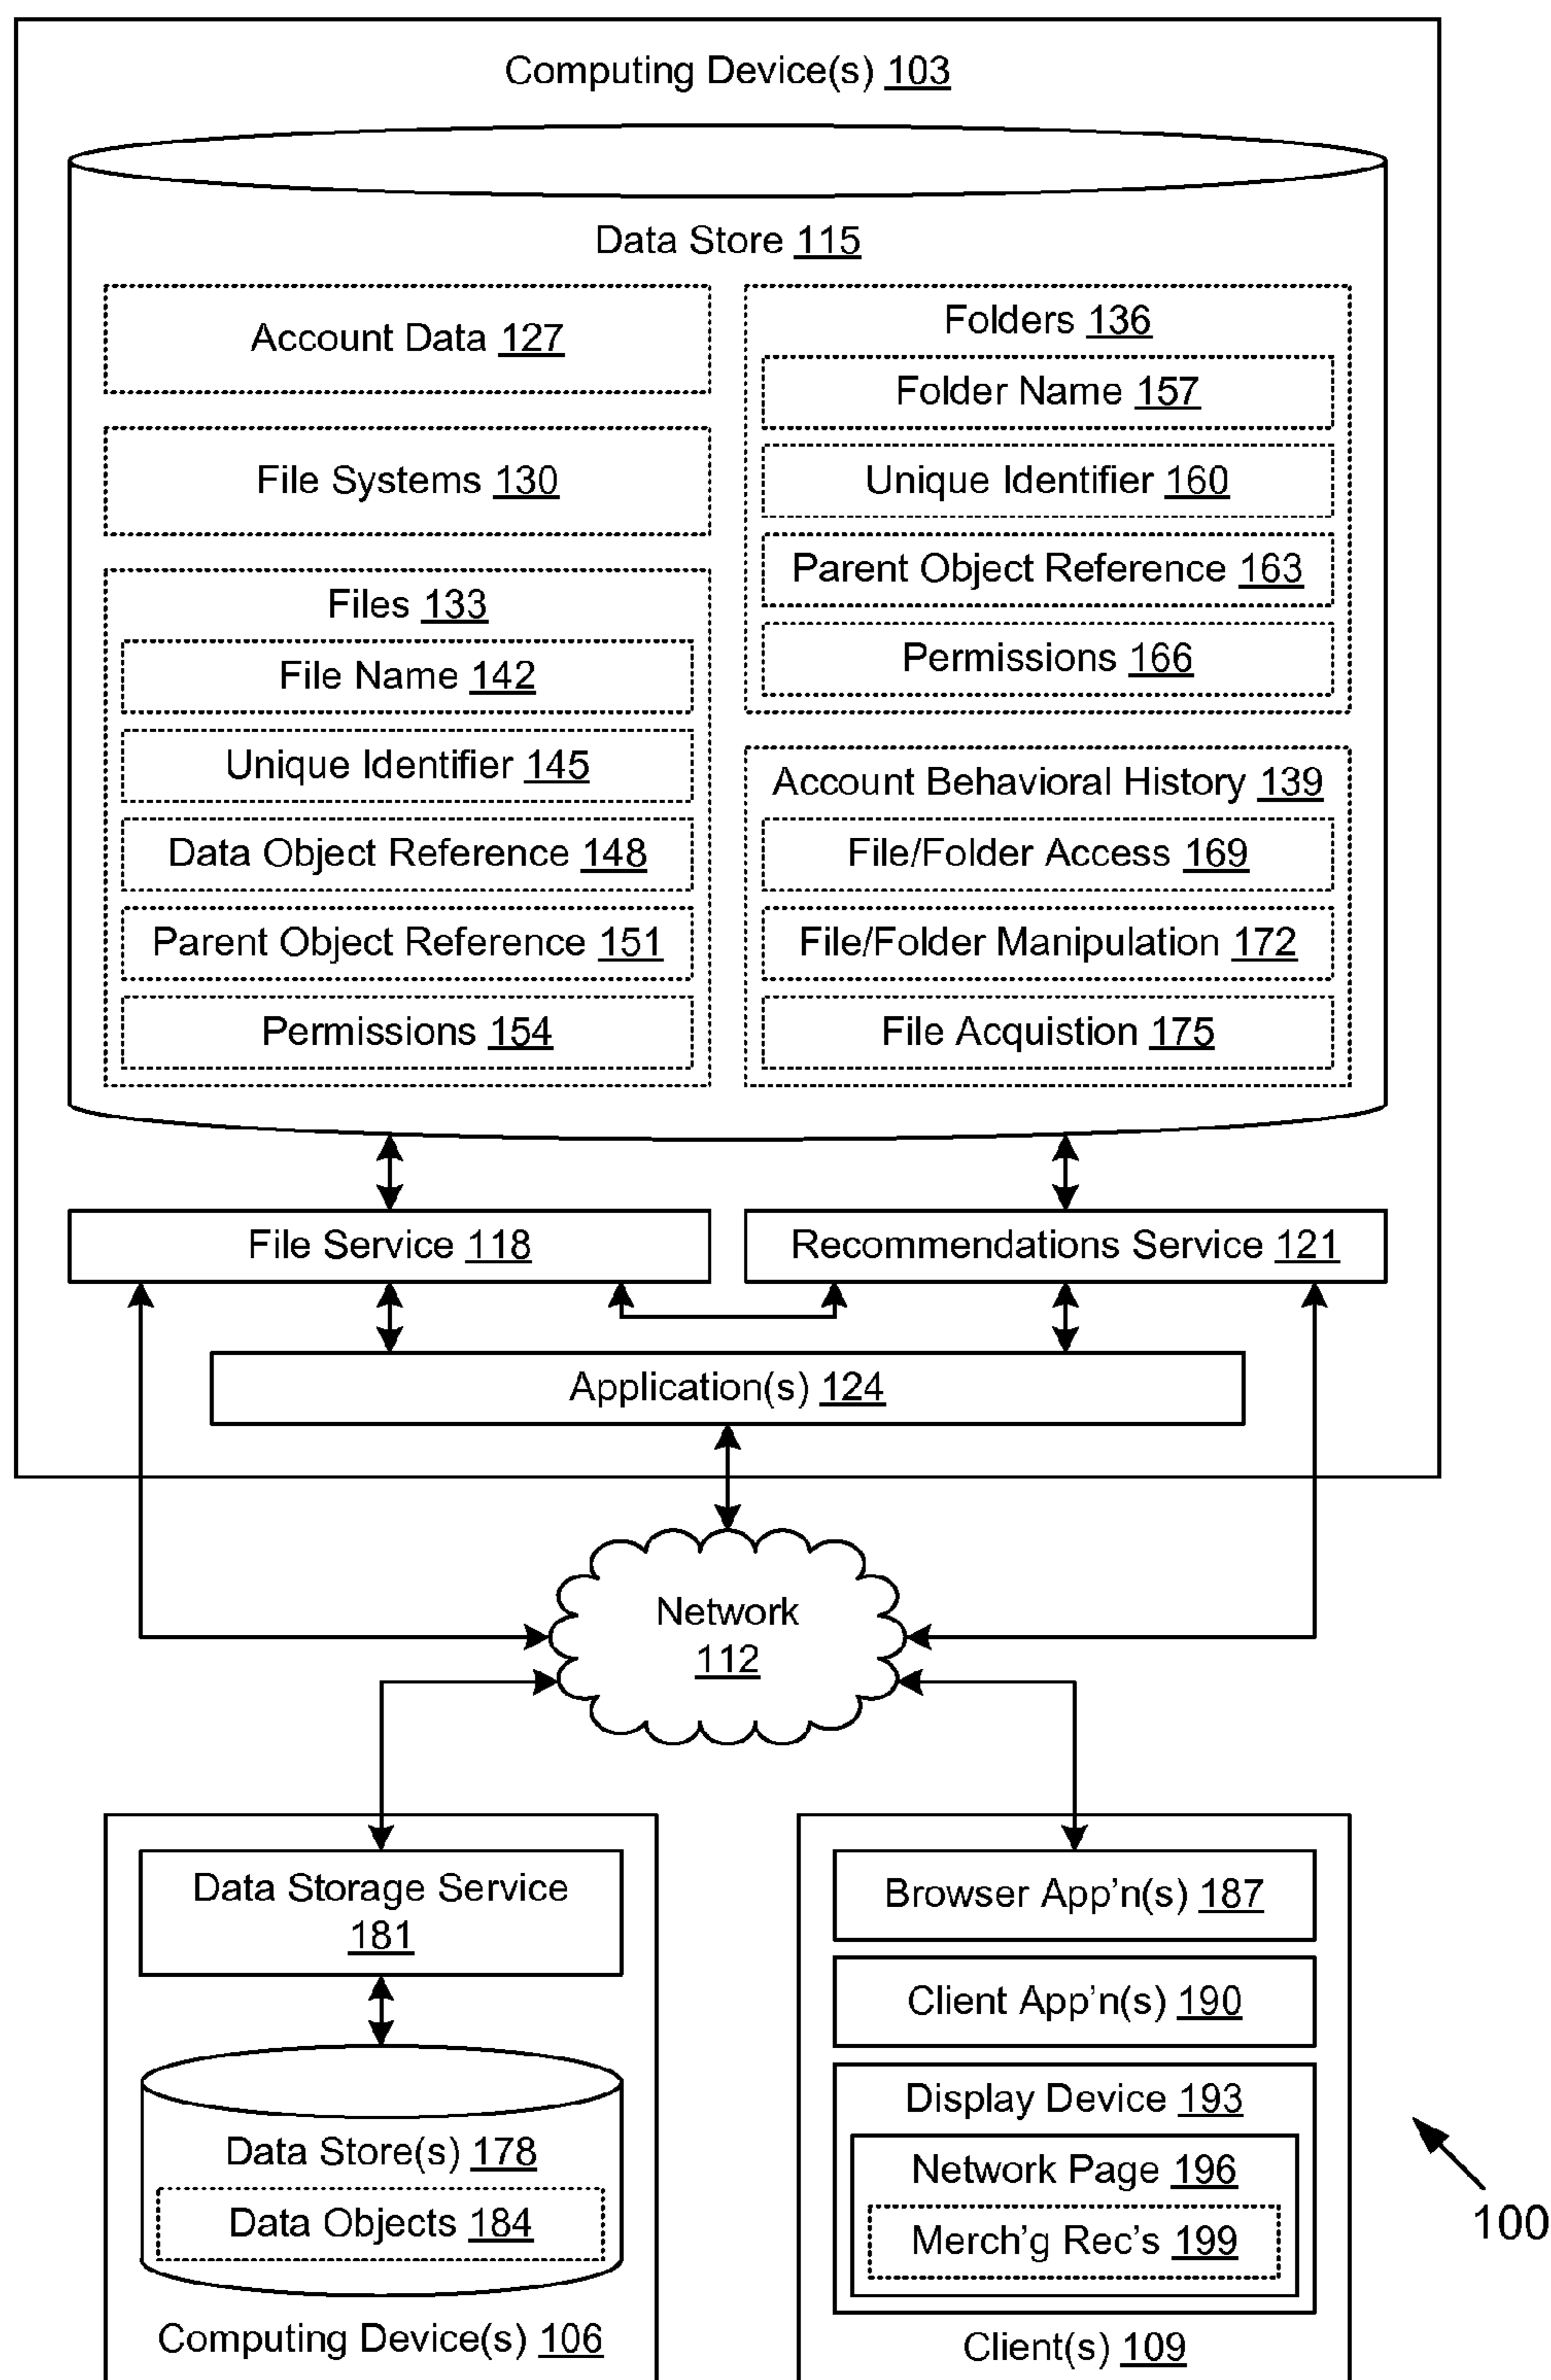 Computing Device(s) 103
Data Store 115
Account Data 127
File Systems 130
Files 133
File Name 142
Unique Identifier 145
Data Object Reference 148
Parent Object Reference 151
Permissions 154
Folders 136
Folder Name 157
Unique Identifier 160
Parent Object Reference 163
Permissions 166
Account Behavioral History 139
File/Folder Access 169
File/Folder Manipulation 172
File Acquistion 175
File Service 118
Recommendations Service 121
Application(s) 124
Network
112
Data Storage Service
181
Data Store(s) 178
Data Objects 184
Computing Device(s) 106
Browser App'n(s) 187
Client App'n(s) 190
Display Device 193
Network Page 196
Merch'g Rec's 199
Client(s) 109
100